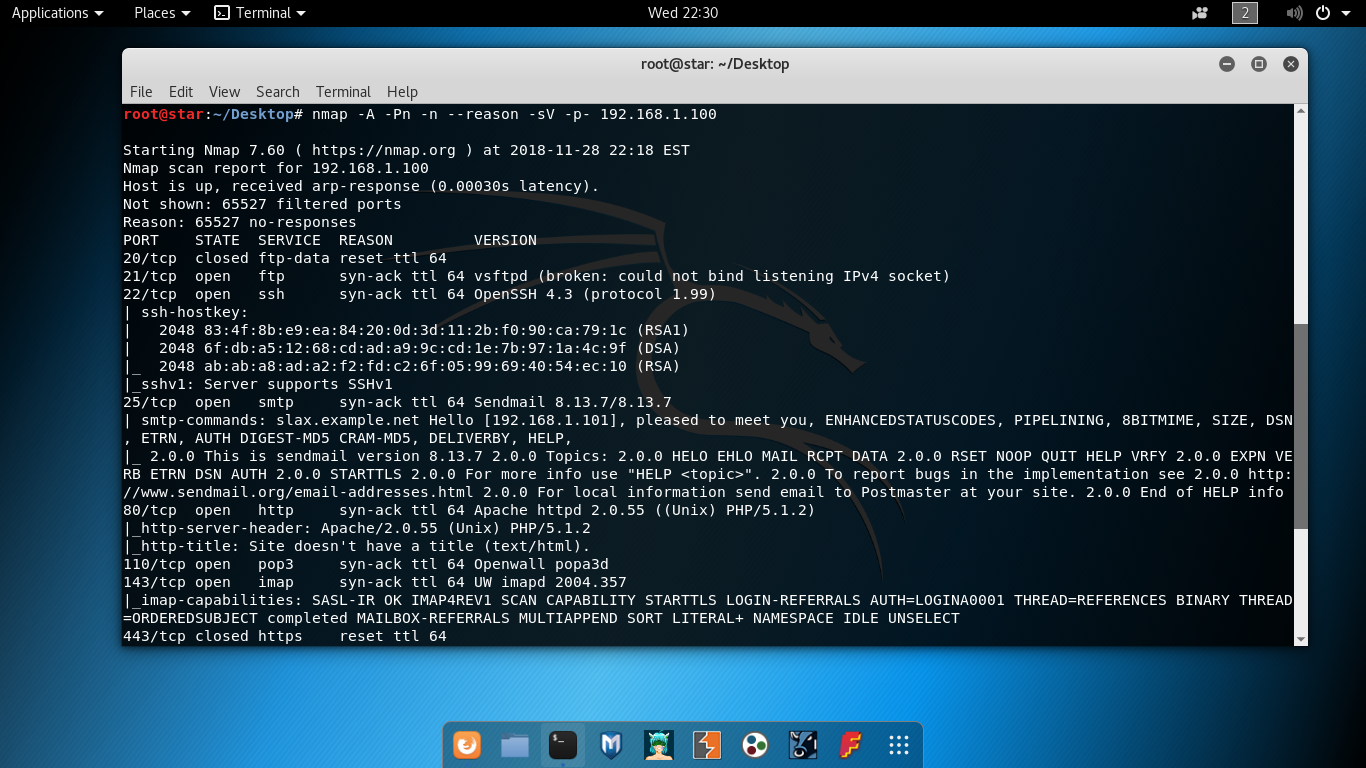 Applications Places Terminal Wed 22:30 2
root@star: ~/Desktop
File Edit View Search Terminal Help
root@star:~/Desktop# nmap -A -Pn -n --reason -sV -p- 192.168.1.100
Starting Nmap 7.60 ( https://nmap.org ) at 2018-11-28 22:18 EST
Nmap scan report for 192.168.1.100
Host is up, received arp-response (0.00030s latency).
Not shown: 65527 filtered ports
Reason: 65527 no-responses
PORT    STATE  SERVICE  REASON         VERSION
20/tcp  closed ftp-data reset ttl 64
21/tcp  open   ftp      syn-ack ttl 64 vsftpd (broken: could not bind listening IPv4 socket)
22/tcp  open   ssh      syn-ack ttl 64 OpenSSH 4.3 (protocol 1.99)
| ssh-hostkey:
|   2048 83:4f:8b:e9:ea:84:20:0d:3d:11:2b:f0:90:ca:79:1c (RSA1)
|   2048 6f:db:a5:12:68:cd:ad:a9:9c:cd:1e:7b:97:1a:4c:9f (DSA)
|_  2048 ab:ab:a8:ad:a2:f2:fd:c2:6f:05:99:69:40:54:ec:10 (RSA)
|_sshv1: Server supports SSHv1
25/tcp  open   smtp     syn-ack ttl 64 Sendmail 8.13.7/8.13.7
| smtp-commands: slax.example.net Hello [192.168.1.101], pleased to meet you, ENHANCEDSTATUSCODES, PIPELINING, 8BITMIME, SIZE, DSN
, ETRN, AUTH DIGEST-MD5 CRAM-MD5, DELIVERBY, HELP,
|_ 2.0.0 This is sendmail version 8.13.7 2.0.0 Topics: 2.0.0 HELO EHLO MAIL RCPT DATA 2.0.0 RSET NOOP QUIT HELP VRFY 2.0.0 EXPN VE
RB ETRN DSN AUTH 2.0.0 STARTTLS 2.0.0 For more info use "HELP <topic>". 2.0.0 To report bugs in the implementation see 2.0.0 http:
//www.sendmail.org/email-addresses.html 2.0.0 For local information send email to Postmaster at your site. 2.0.0 End of HELP info
80/tcp  open   http     syn-ack ttl 64 Apache httpd 2.0.55 ((Unix) PHP/5.1.2)
|_http-server-header: Apache/2.0.55 (Unix) PHP/5.1.2
|_http-title: Site doesn't have a title (text/html).
110/tcp open   pop3     syn-ack ttl 64 Openwall popa3d
143/tcp open   imap     syn-ack ttl 64 UW imapd 2004.357
|_imap-capabilities: SASL-IR OK IMAP4REV1 SCAN CAPABILITY STARTTLS LOGIN-REFERRALS AUTH=LOGINA0001 THREAD=REFERENCES BINARY THREAD
=ORDEREDSUBJECT completed MAILBOX-REFERRALS MULTIAPPEND SORT LITERAL+ NAMESPACE IDLE UNSELECT
443/tcp closed https    reset ttl 64